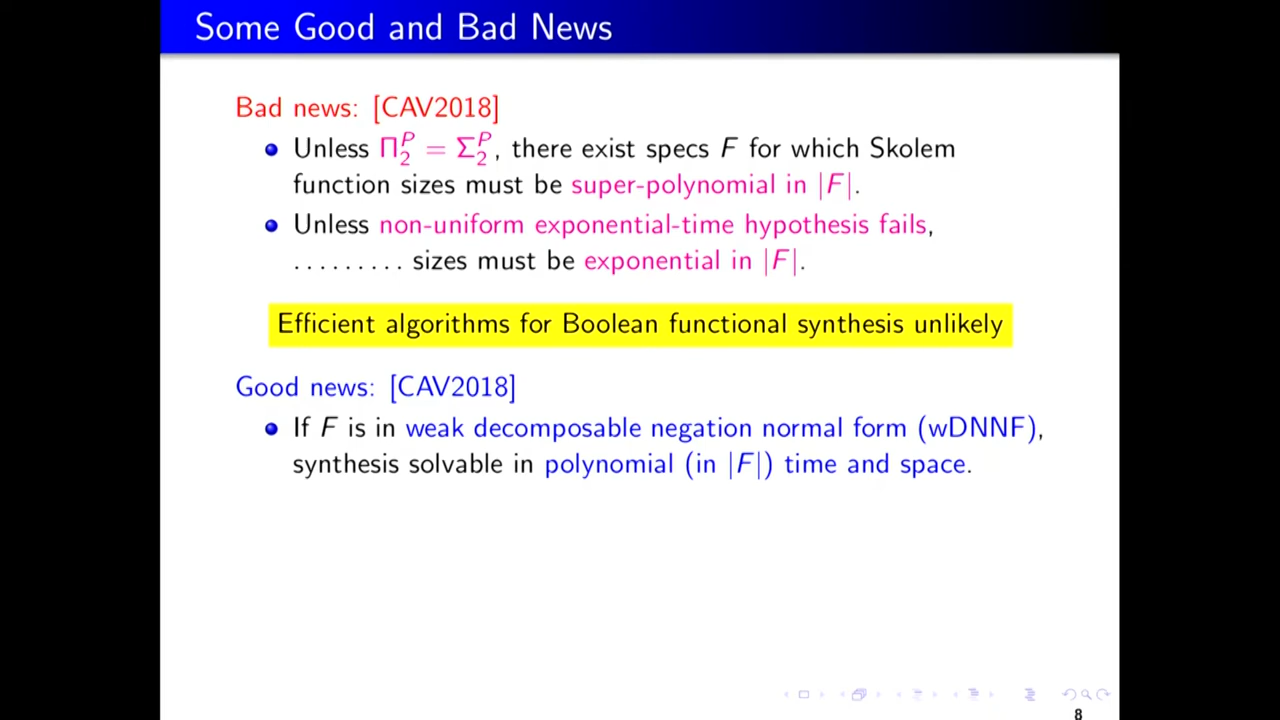 Some Good and Bad News
Bad news: [CAV2018]
Unless Π₂ᴾ = Σ₂ᴾ, there exist specs F for which Skolem
function sizes must be super-polynomial in |F|.
Unless non-uniform exponential-time hypothesis fails,
......... sizes must be exponential in |F|.
Efficient algorithms for Boolean functional synthesis unlikely
Good news: [CAV2018]
If F is in weak decomposable negation normal form (wDNNF),
synthesis solvable in polynomial (in |F|) time and space.
8